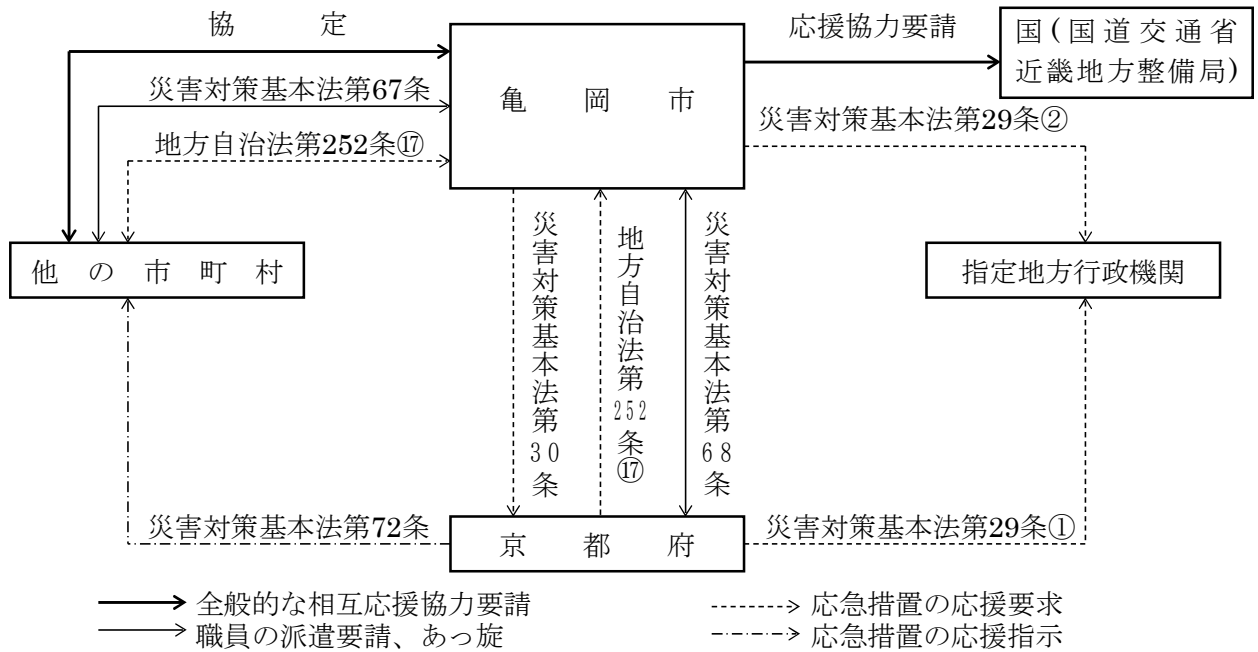 協定
応援協力要請
国(国道交通省
近畿地方整備局)
亀岡市
災害対策基本法第67条
災害対策基本法第29条②
地方自治法第252条⑰
他の市町村
災害対策基本法第30条
地方自治法第252条⑰
災害対策基本法第68条
指定地方行政機関
災害対策基本法第72条
京都府
災害対策基本法第29条①
全般的な相互応援協力要請
応急措置の応援要求
職員の派遣要請、あっ旋
応急措置の応援指示